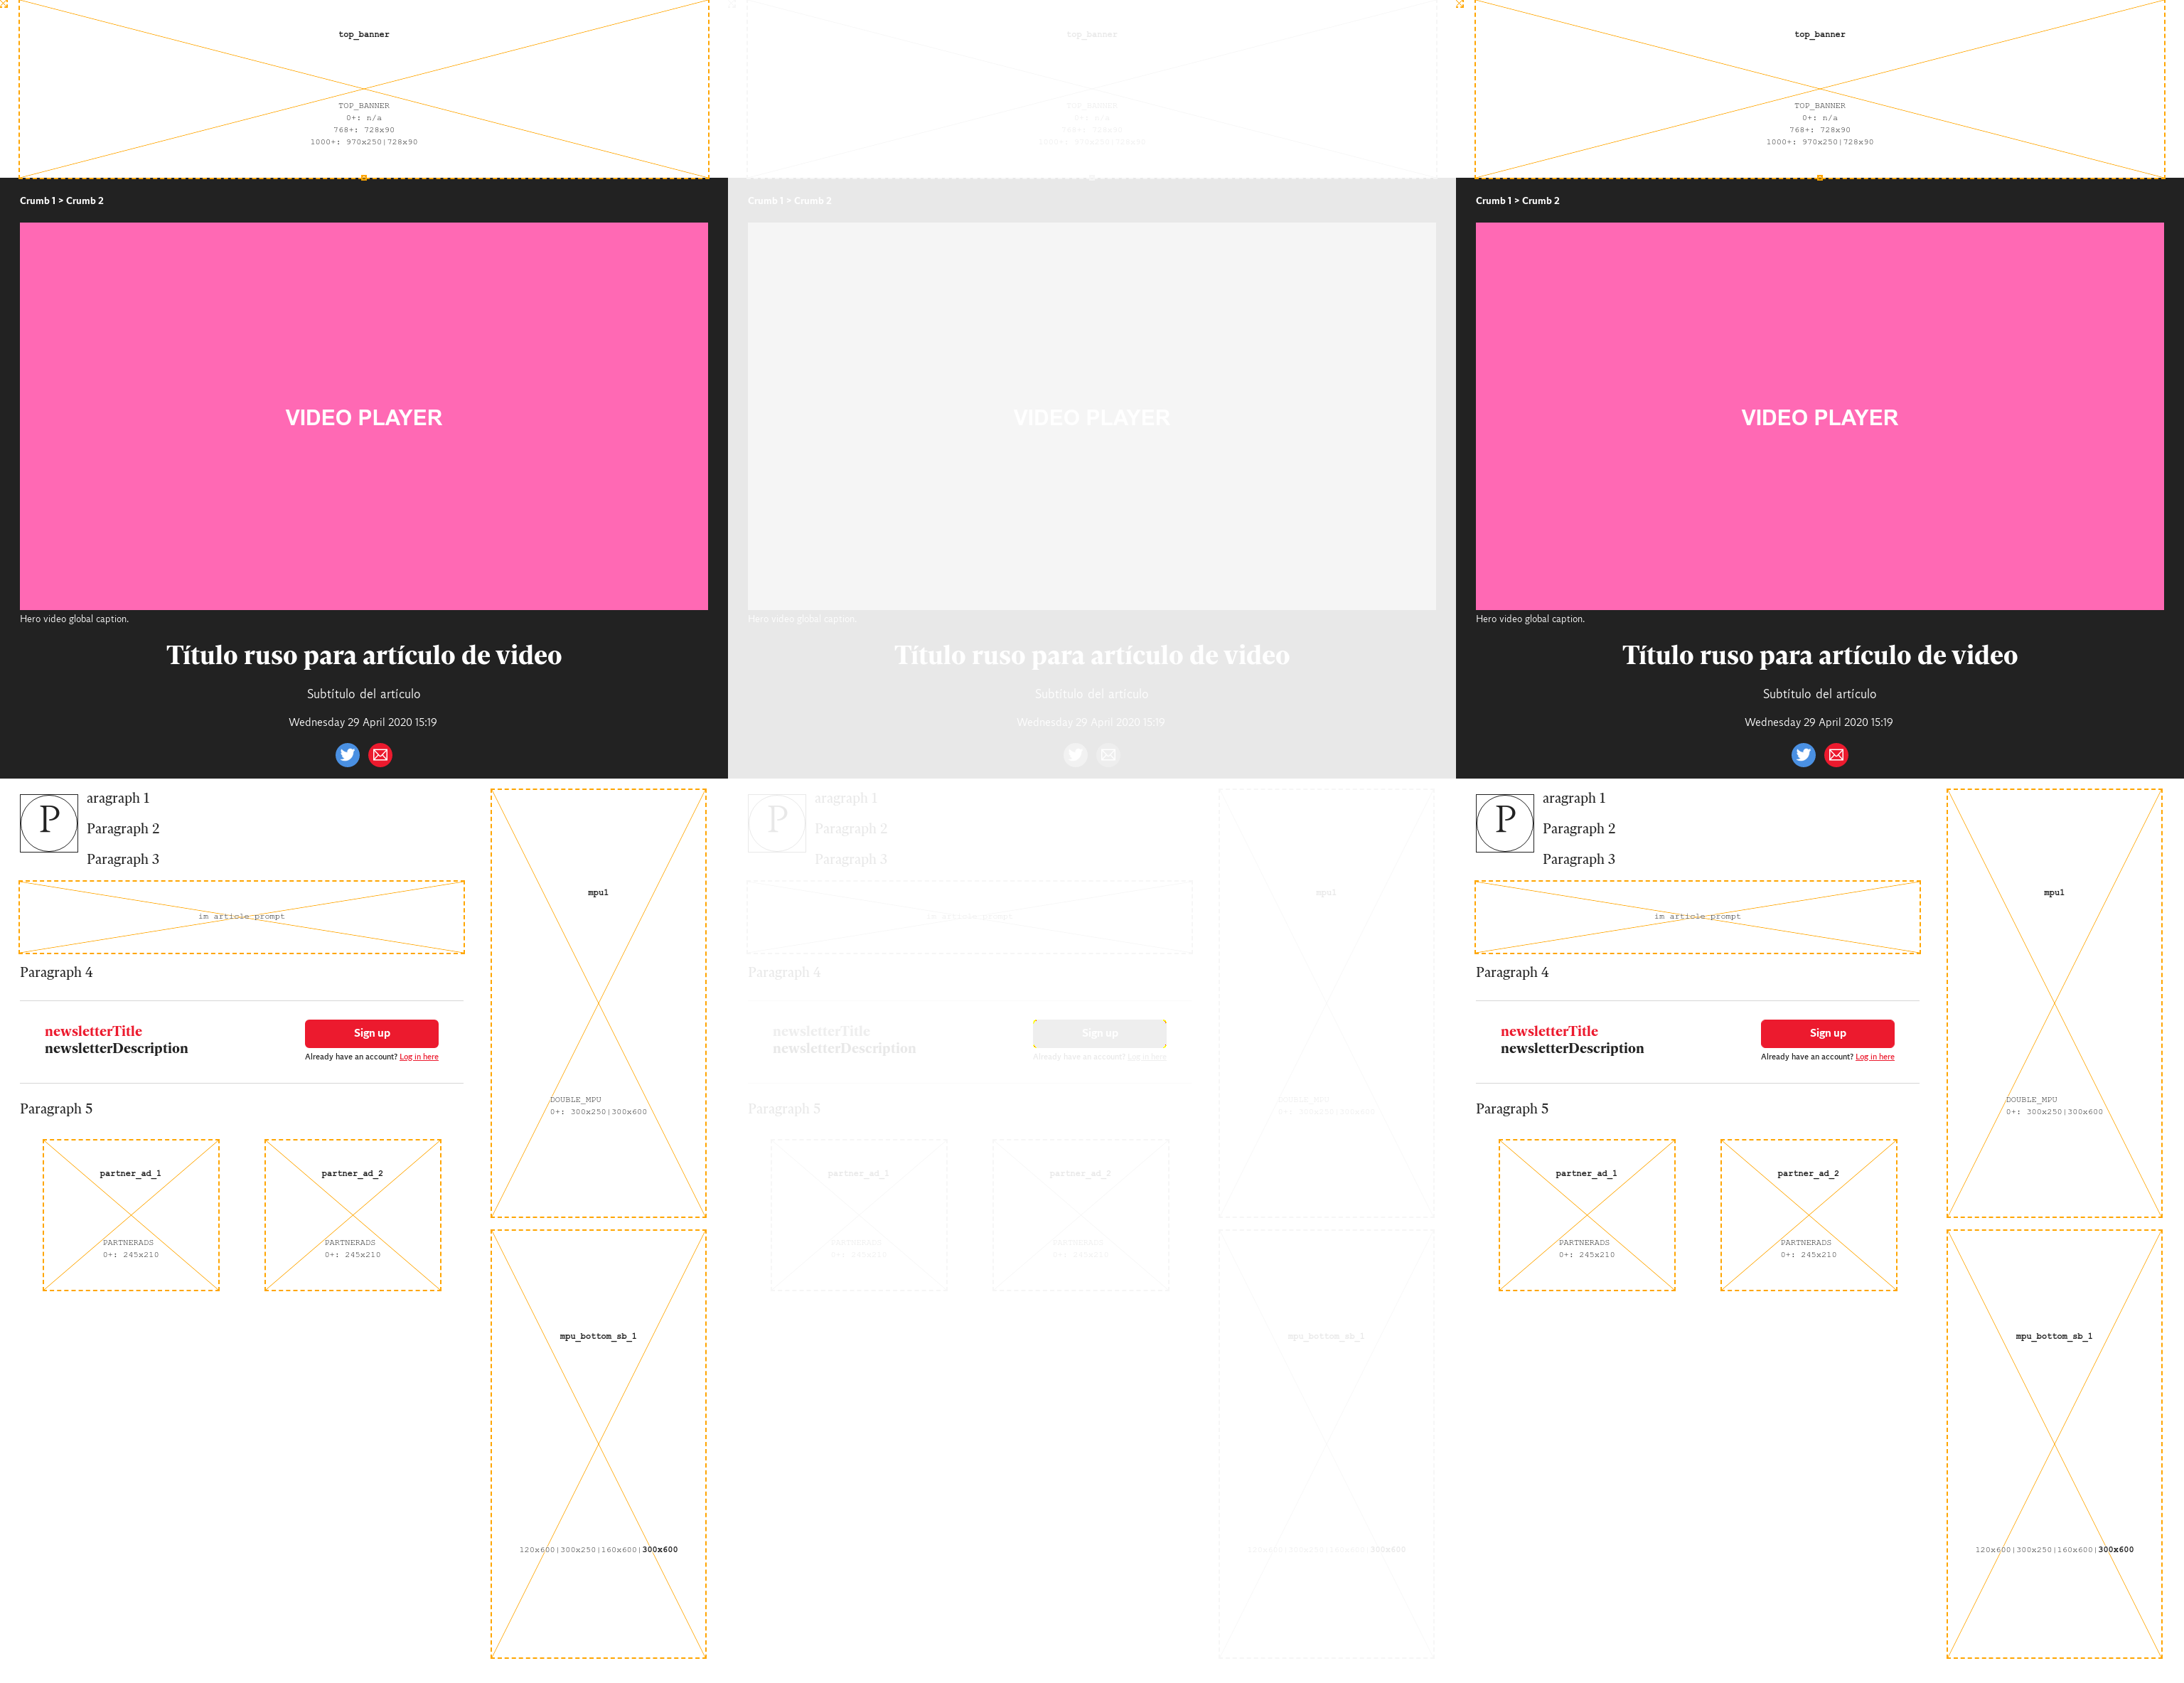 top_banner
TOP_BANNER
0+: n/a
768+: 728x90
1000+: 970x250|728x90
Crumb 1 > Crumb 2
VIDEO PLAYER
Hero video global caption.
Título ruso para artículo de video
Subtítulo del artículo
Wednesday 29 April 2020 15:19
P
aragraph 1
Paragraph 2
Paragraph 3
im article prompt
Paragraph 4
newsletterTitle
newsletterDescription
Sign up
Already have an account? Log in here
Paragraph 5
partner_ad_1
PARTNERADS
0+: 245x210
partner_ad_2
PARTNERADS
0+: 245x210
mpu1
DOUBLE_MPU
0+: 300x250|300x600
mpu_bottom_sb_1
120x600|300x250|160x600|300x600
top_banner
TOP_BANNER
0+: n/a
768+: 728x90
1000+: 970x250|728x90
Crumb 1 > Crumb 2
VIDEO PLAYER
Hero video global caption.
Título ruso para artículo de video
Subtítulo del artículo
Wednesday 29 April 2020 15:19
P
aragraph 1
Paragraph 2
Paragraph 3
im article prompt
Paragraph 4
newsletterTitle
newsletterDescription
Sign up
Already have an account? Log in here
Paragraph 5
partner_ad_1
PARTNERADS
0+: 245x210
partner_ad_2
PARTNERADS
0+: 245x210
mpu1
DOUBLE_MPU
0+: 300x250|300x600
mpu_bottom_sb_1
120x600|300x250|160x600|300x600
top_banner
TOP_BANNER
0+: n/a
768+: 728x90
1000+: 970x250|728x90
Crumb 1 > Crumb 2
VIDEO PLAYER
Hero video global caption.
Título ruso para artículo de video
Subtítulo del artículo
Wednesday 29 April 2020 15:19
P
aragraph 1
Paragraph 2
Paragraph 3
im article prompt
Paragraph 4
newsletterTitle
newsletterDescription
Sign up
Already have an account? Log in here
Paragraph 5
partner_ad_1
PARTNERADS
0+: 245x210
partner_ad_2
PARTNERADS
0+: 245x210
mpu1
DOUBLE_MPU
0+: 300x250|300x600
mpu_bottom_sb_1
120x600|300x250|160x600|300x600